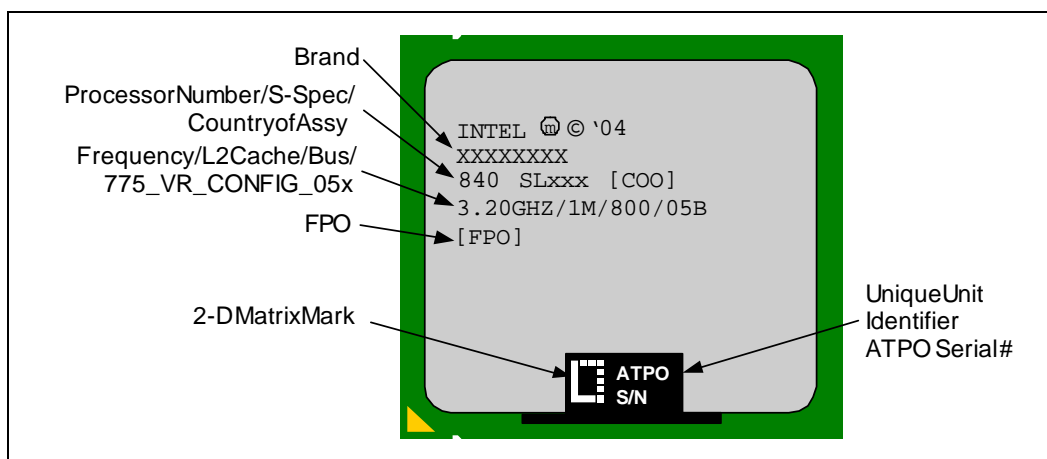 Brand
ProcessorNumber/S-Spec/
CountryofAssy
Frequency/L2Cache/Bus/
775_VR_CONFIG_05x
FPO
2-DMatrixMark
INTEL ⓜ © '04
XXXXXXXX
840 SLxxx [COO]
3.20GHZ/1M/800/05B
[FPO]
ATPO
S/N
UniqueUnit
Identifier
ATPO Serial#